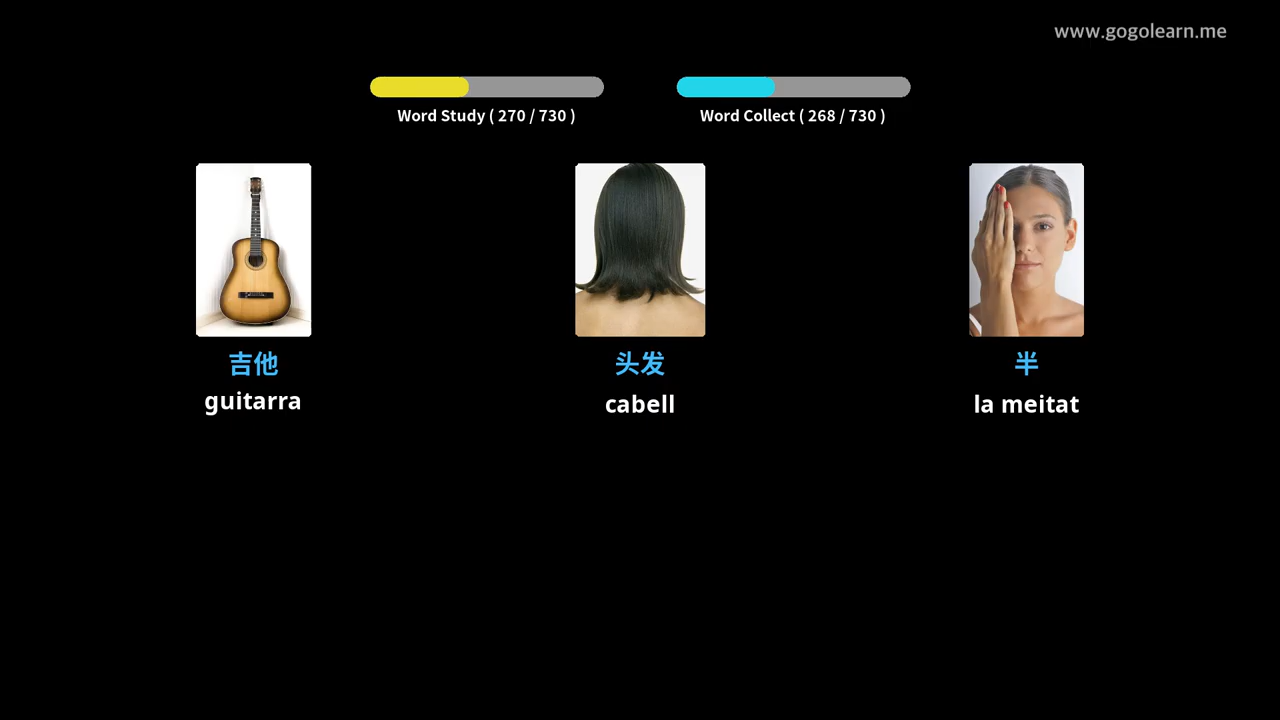 www.gogolearn.me
Word Study ( 270 / 730 )
Word Collect ( 268 / 730 )
吉他
头发
半
guitarra
cabell
la meitat